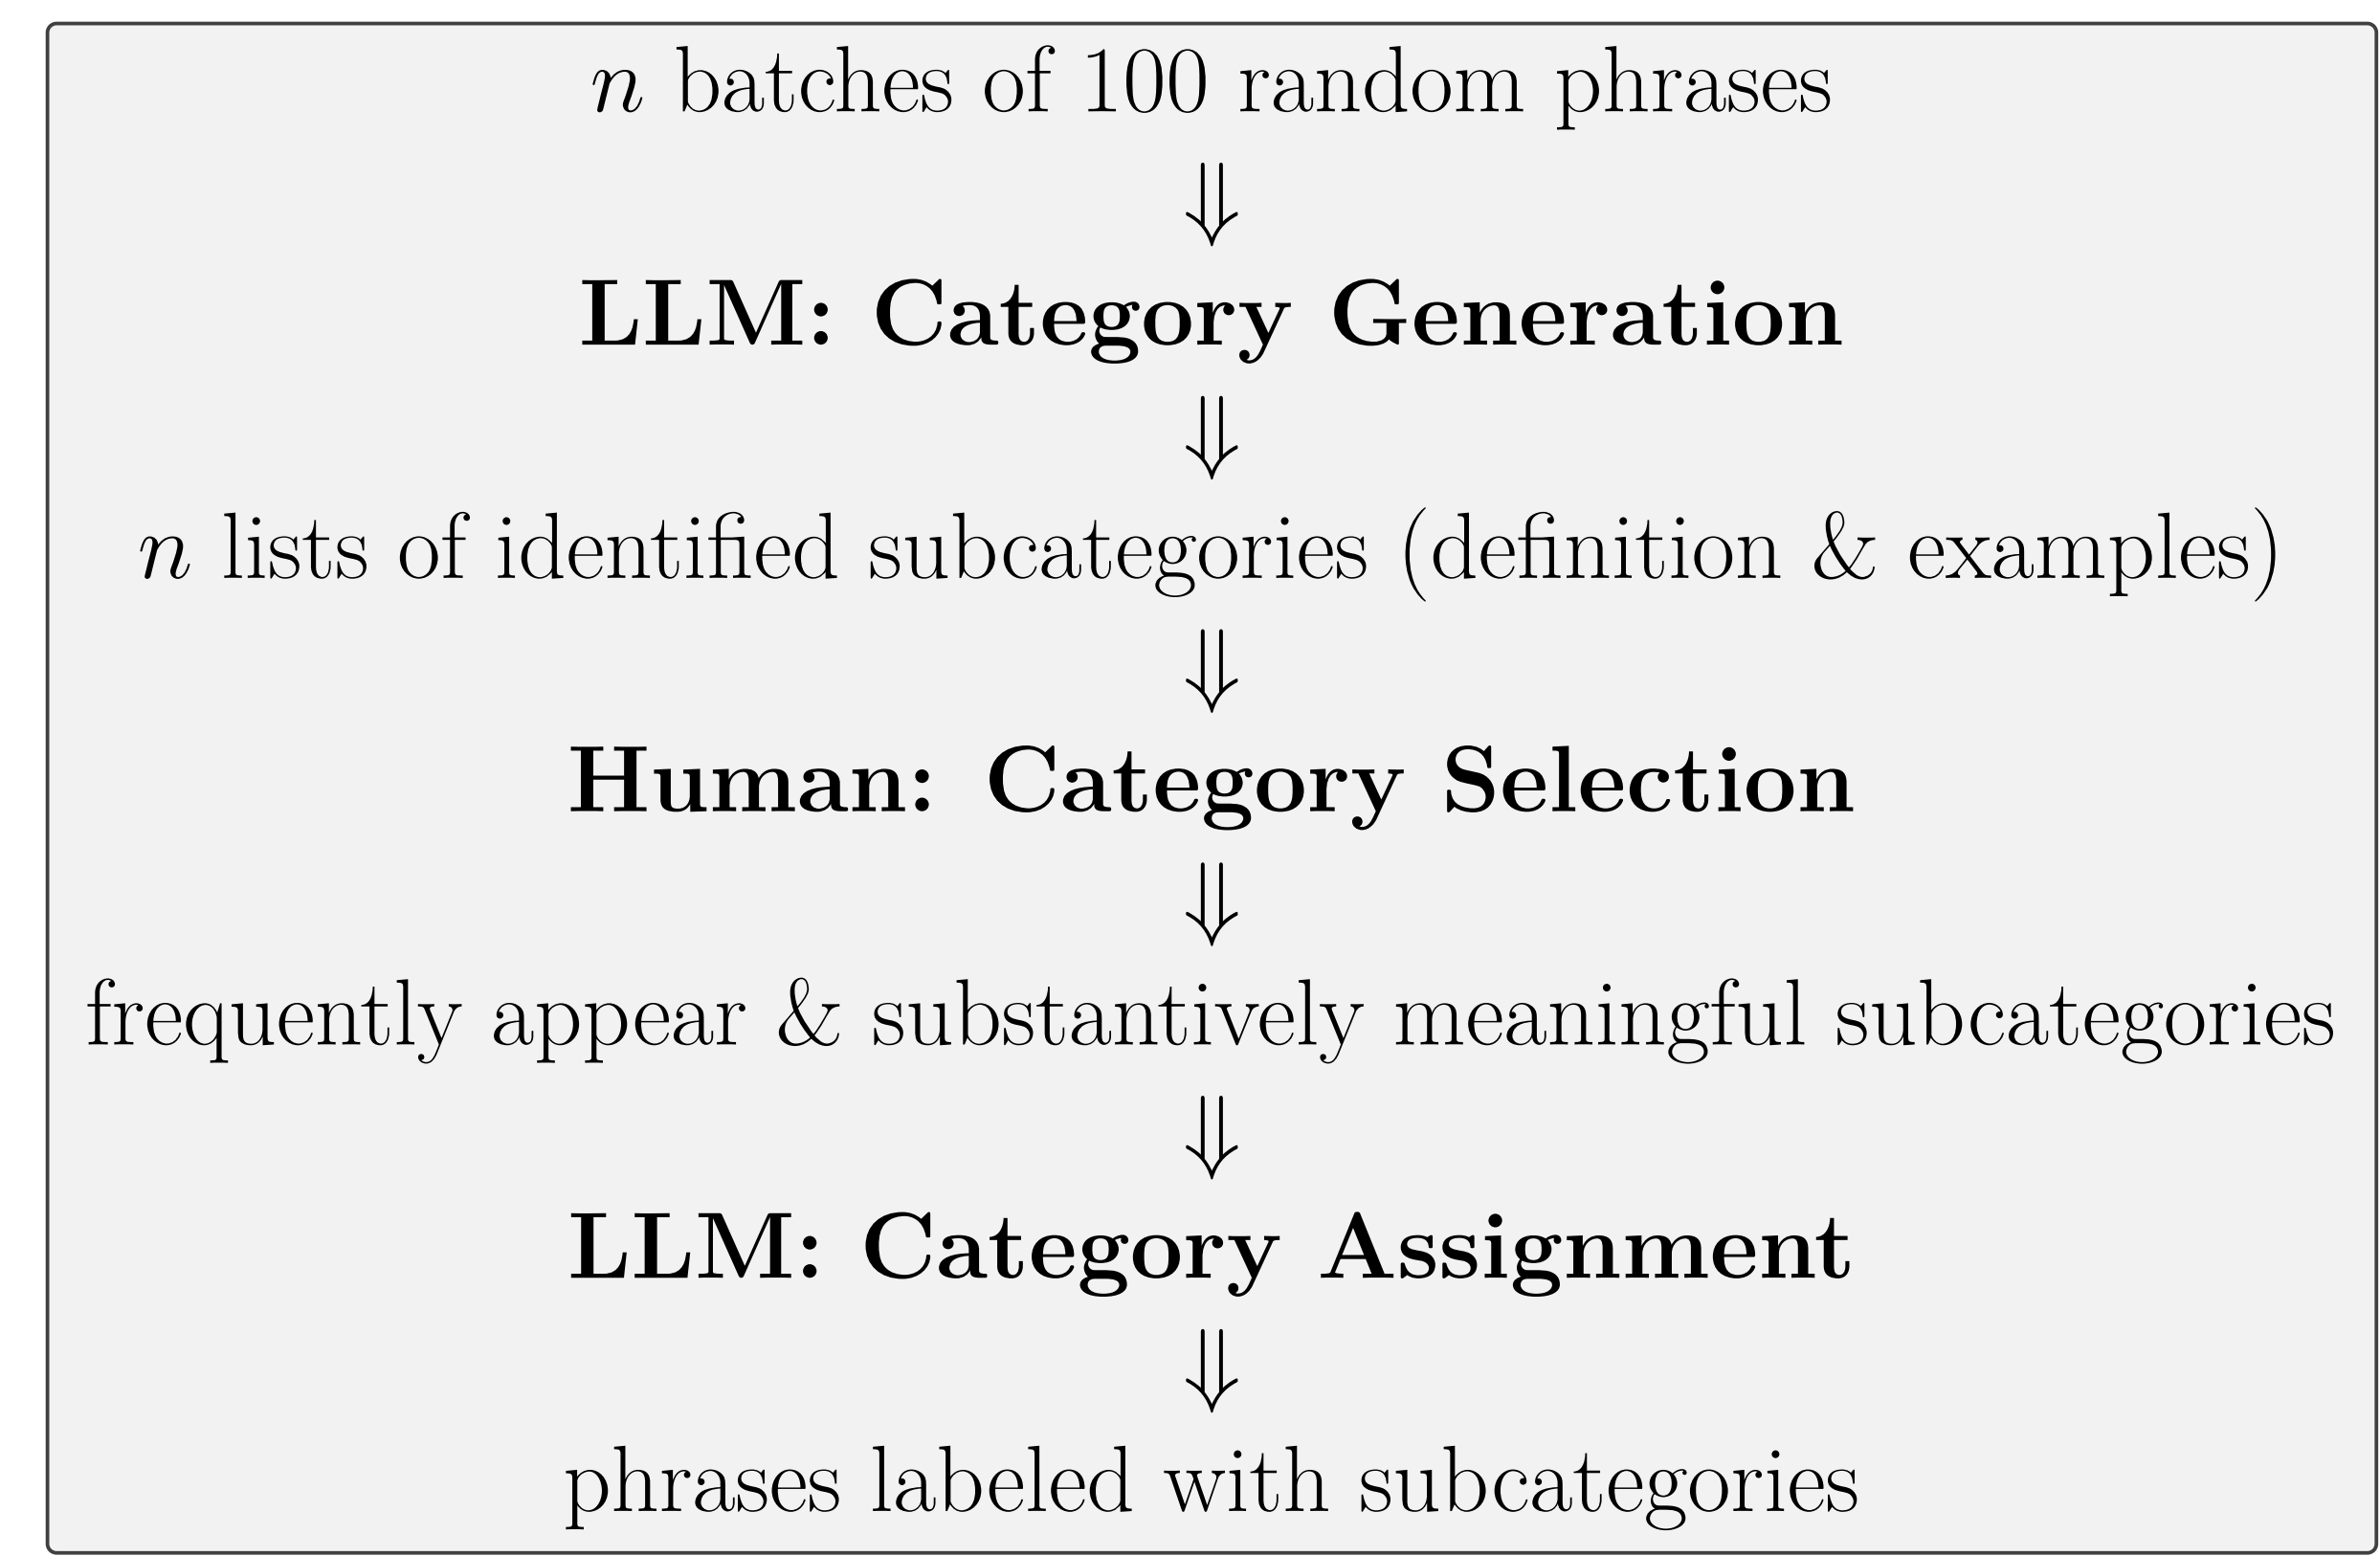 n batches of 100 random phrases
⇓
LLM: Category Generation
⇓
n lists of identified subcategories (definition & examples)
⇓
Human: Category Selection
⇓
frequently appear & substantively meaningful subcategories
⇓
LLM: Category Assignment
⇓
phrases labeled with subcategories